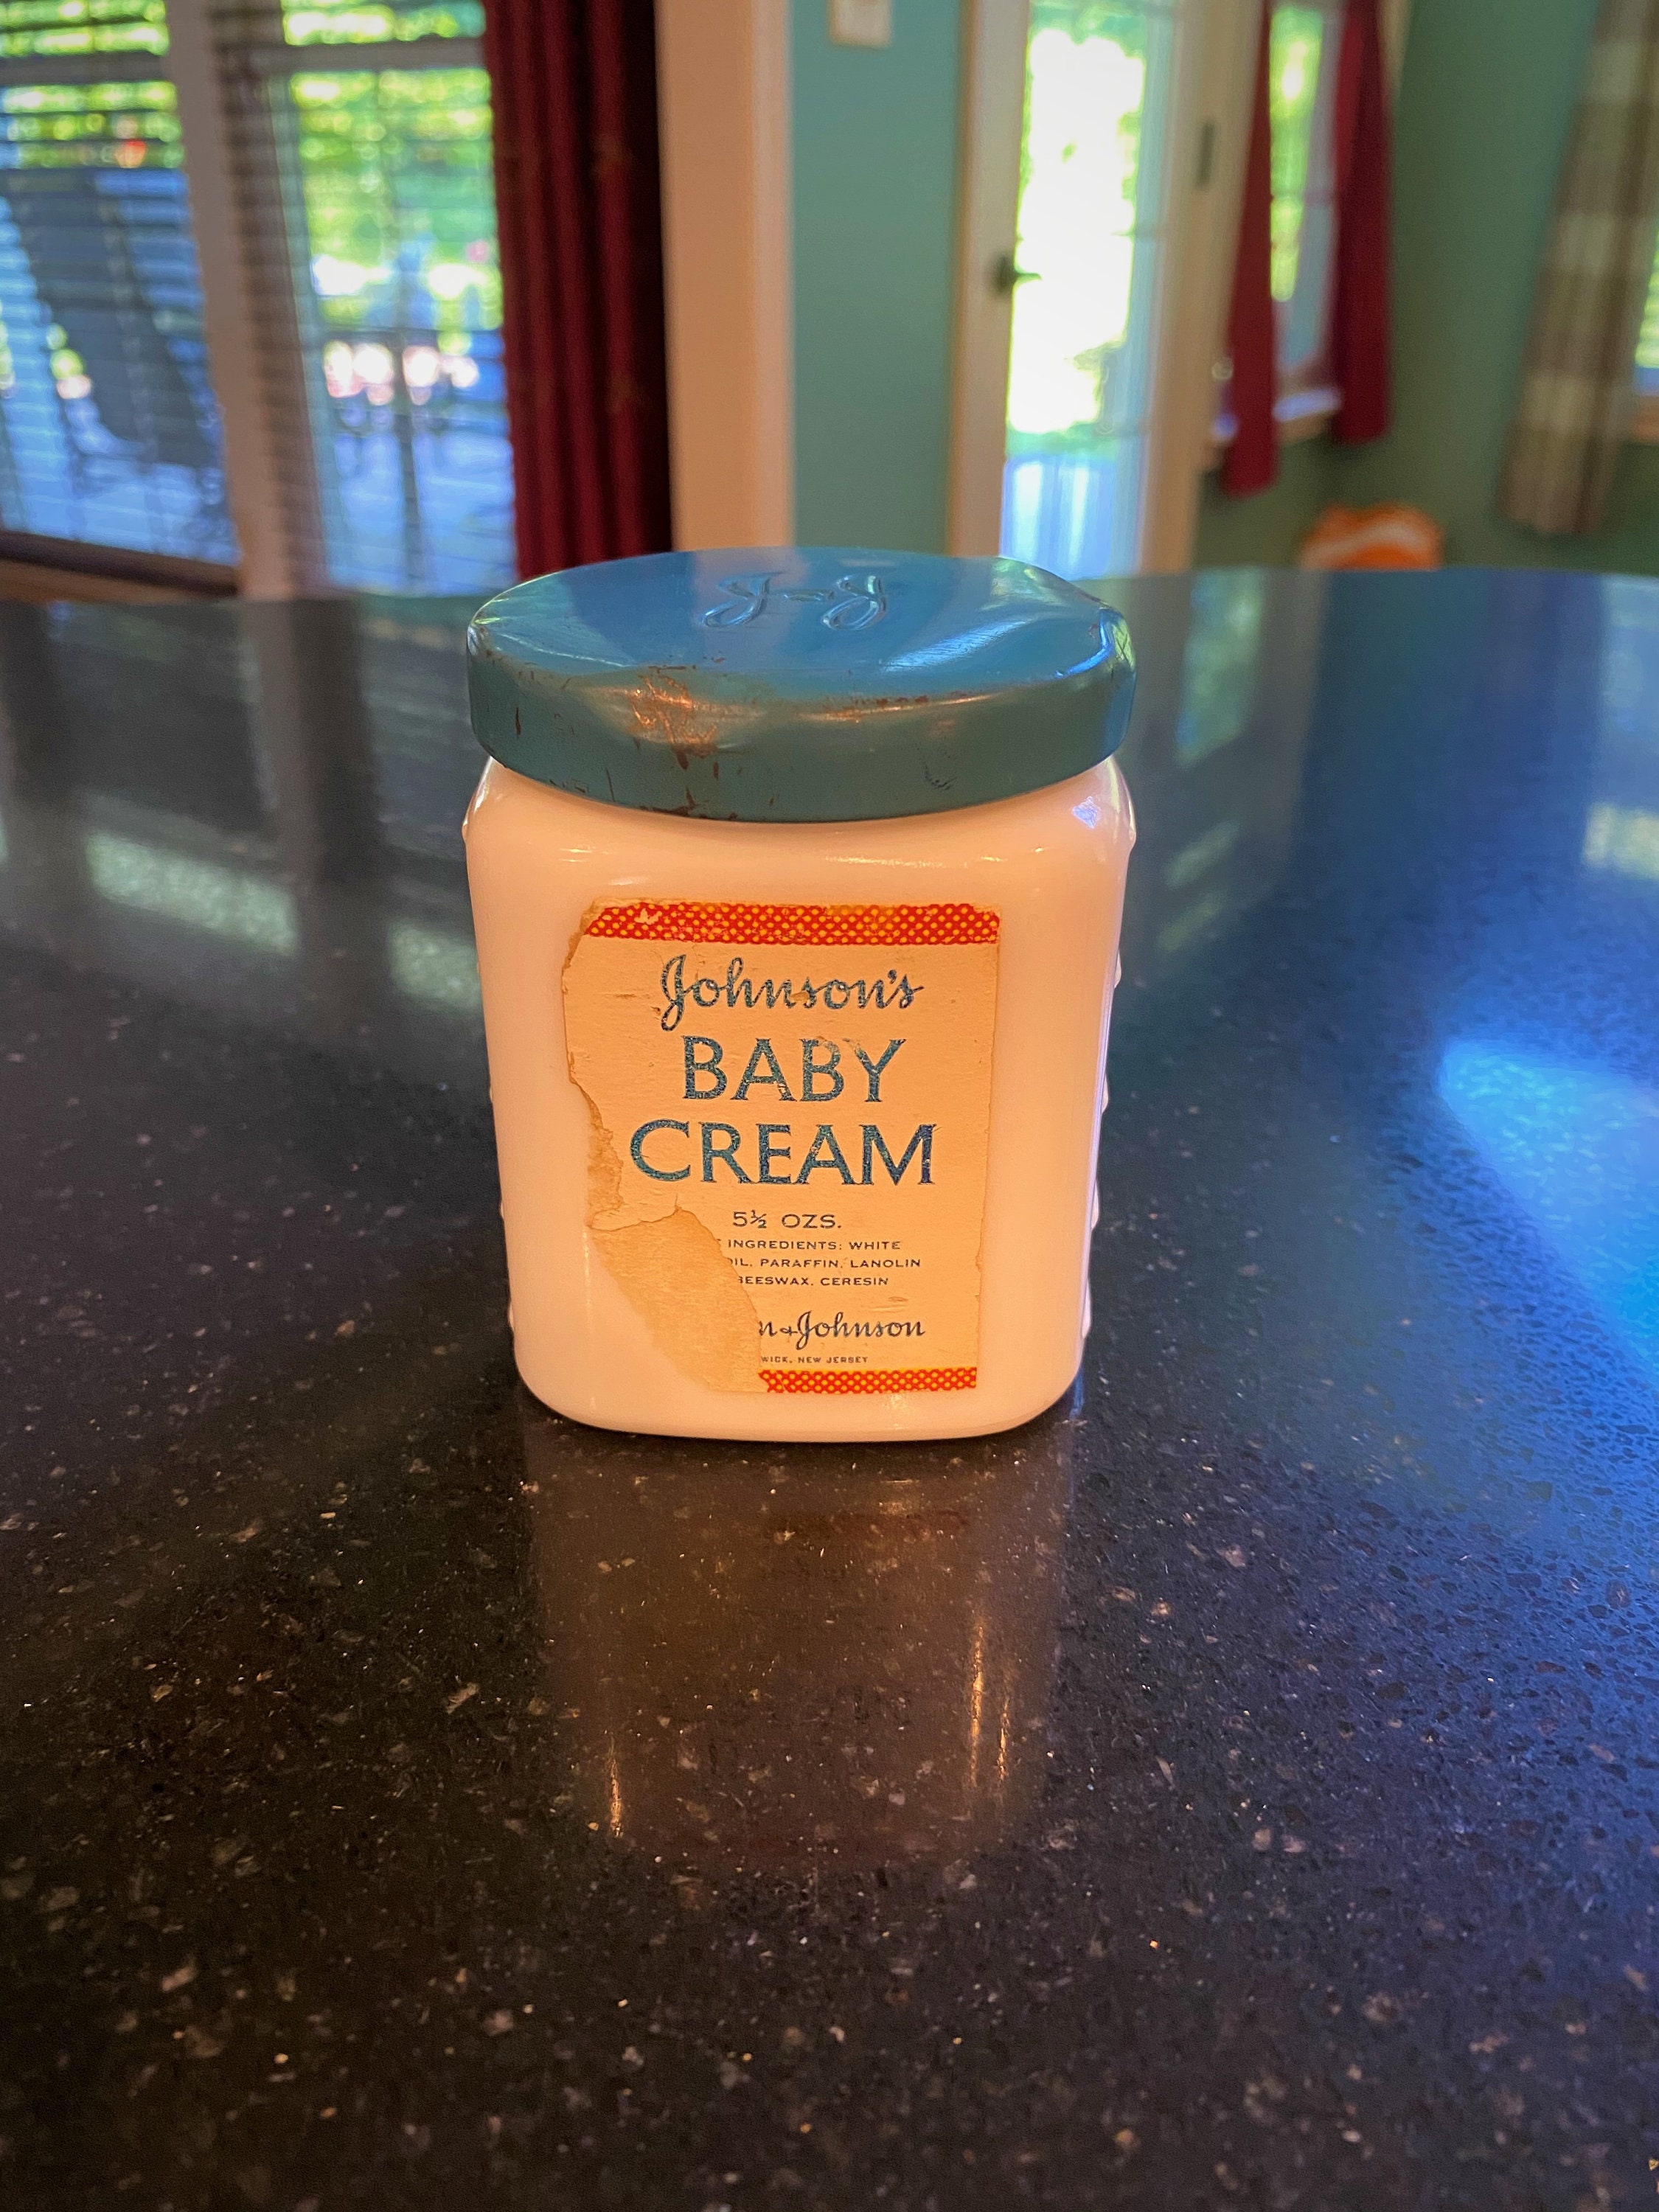 J-J
Johnson's
BABY
CREAM
5½ OZS.
INGREDIENTS: WHITE
OIL, PARAFFIN, LANOLIN
BEESWAX, CERESIN
n & Johnson
WICK, NEW JERSEY